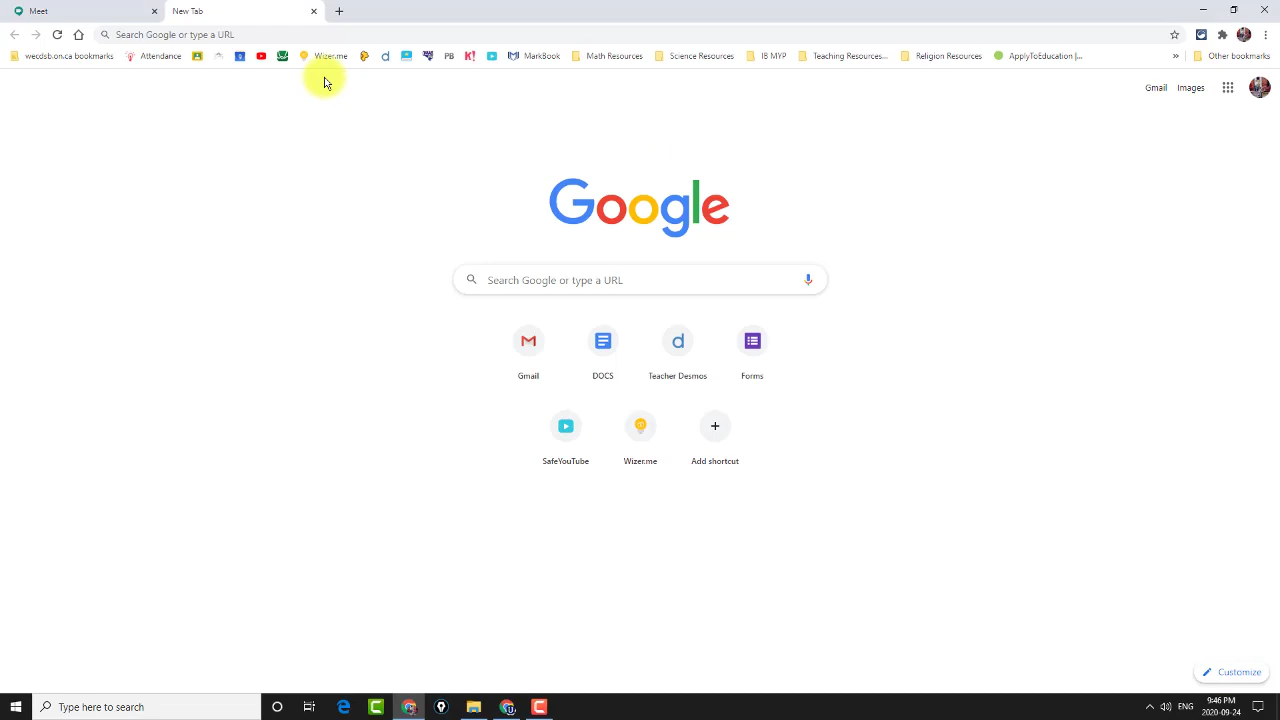 Meet
New Tab
Search Google or type a URL
wecdsb.on.ca bookmarks Attendance Wizer.me PB K! MarkBook Math Resources Science Resources IB MYP Teaching Resources... Religion Resources ApplyToEducation |... » Other bookmarks
Gmail Images
Google
Search Google or type a URL
Gmail DOCS Teacher Desmos Forms
SafeYouTube Wizer.me Add shortcut
Customize
Type here to search
ENG
9:46 PM
2020-09-24